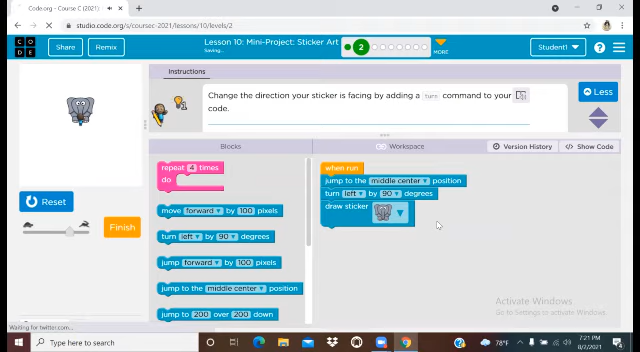 Code.org - Course C (2021)
studio.code.org/s/coursec-2021/lessons/10/levels/2
CO
DE
Share
Remix
Lesson 10: Mini-Project: Sticker Art
Saving...
2
MORE
Student1
?
Instructions
Change the direction your sticker is facing by adding a turn command to your
code.
Less
Blocks
Workspace
Version History
</> Show Code
repeat 4 times
do
move forward by 100 pixels
turn left by 90 degrees
jump forward by 100 pixels
jump to the middle center position
jump to 200 over 200 down
when run
jump to the middle center position
turn left by 90 degrees
draw sticker
Reset
Finish
Activate Windows
Go to Settings to activate Windows.
Waiting for twitter.com...
Type here to search
78°F
7:21 PM
8/2/2021